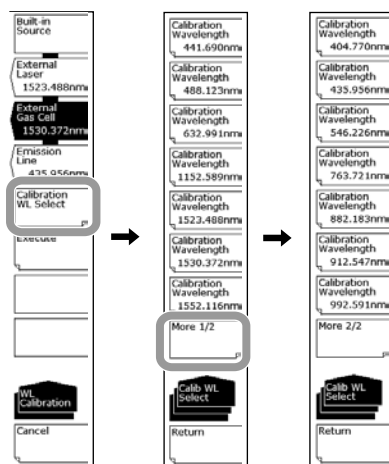 Built-in
Source
External
Laser
1523.488nm
External
Gas Cell
1530.372nm
Emission
Line
435.956nm
Calibration
WL Select
Execute
WL
Calibration
Cancel
Calibration
Wavelength
441.690nm
Calibration
Wavelength
488.123nm
Calibration
Wavelength
632.991nm
Calibration
Wavelength
1152.589nm
Calibration
Wavelength
1523.488nm
Calibration
Wavelength
1530.372nm
Calibration
Wavelength
1552.116nm
More 1/2
Calib WL
Select
Return
Calibration
Wavelength
404.770nm
Calibration
Wavelength
435.956nm
Calibration
Wavelength
546.226nm
Calibration
Wavelength
763.721nm
Calibration
Wavelength
882.183nm
Calibration
Wavelength
912.547nm
Calibration
Wavelength
992.591nm
More 2/2
Calib WL
Select
Return